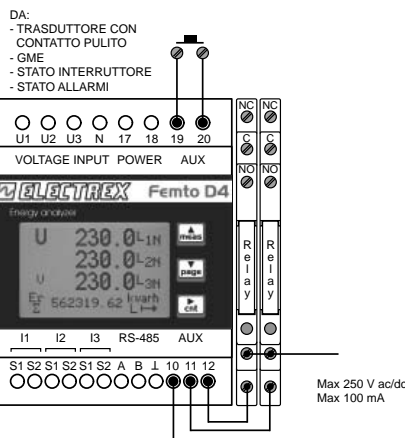 DA:
- TRASDUTTORE CON
CONTATTO PULITO
- GME
- STATO INTERRUTTORE
- STATO ALLARMI
NC NC
U1 U2 U3 N 17 18 19 20
C C
VOLTAGE INPUT POWER AUX
NO NO
ELECTREX Femto D4
Energy analyzer
U 230.0 L1N
meas
230.0 L2N
page
U 230.0 L3N
Σ 562319.62 kvarh
L
cnt
Relay Relay
I1 I2 I3 RS-485 AUX
S1 S2 S1 S2 S1 S2 A B ⊥ 10 11 12
Max 250 V ac/dc
Max 100 mA